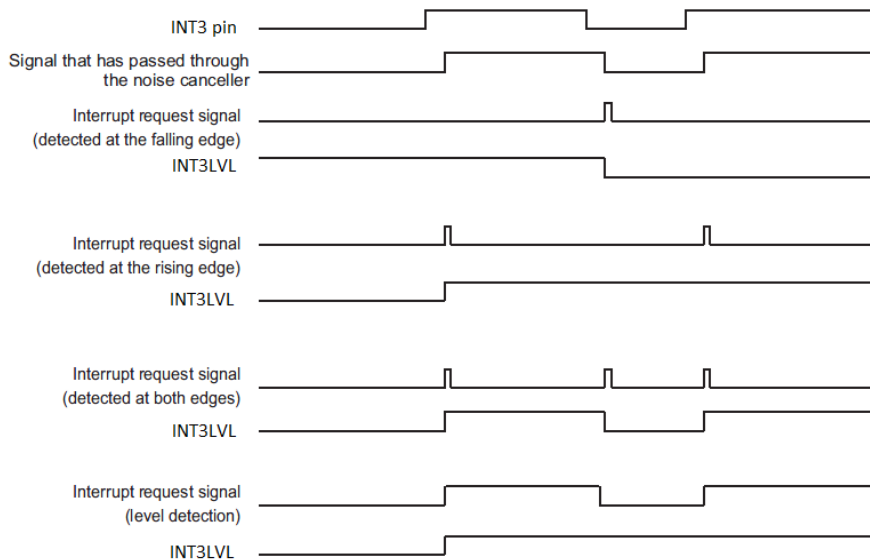 INT3 pin
Signal that has passed through
the noise canceller
Interrupt request signal
(detected at the falling edge)
INT3LVL
Interrupt request signal
(detected at the rising edge)
INT3LVL
Interrupt request signal
(detected at both edges)
INT3LVL
Interrupt request signal
(level detection)
INT3LVL